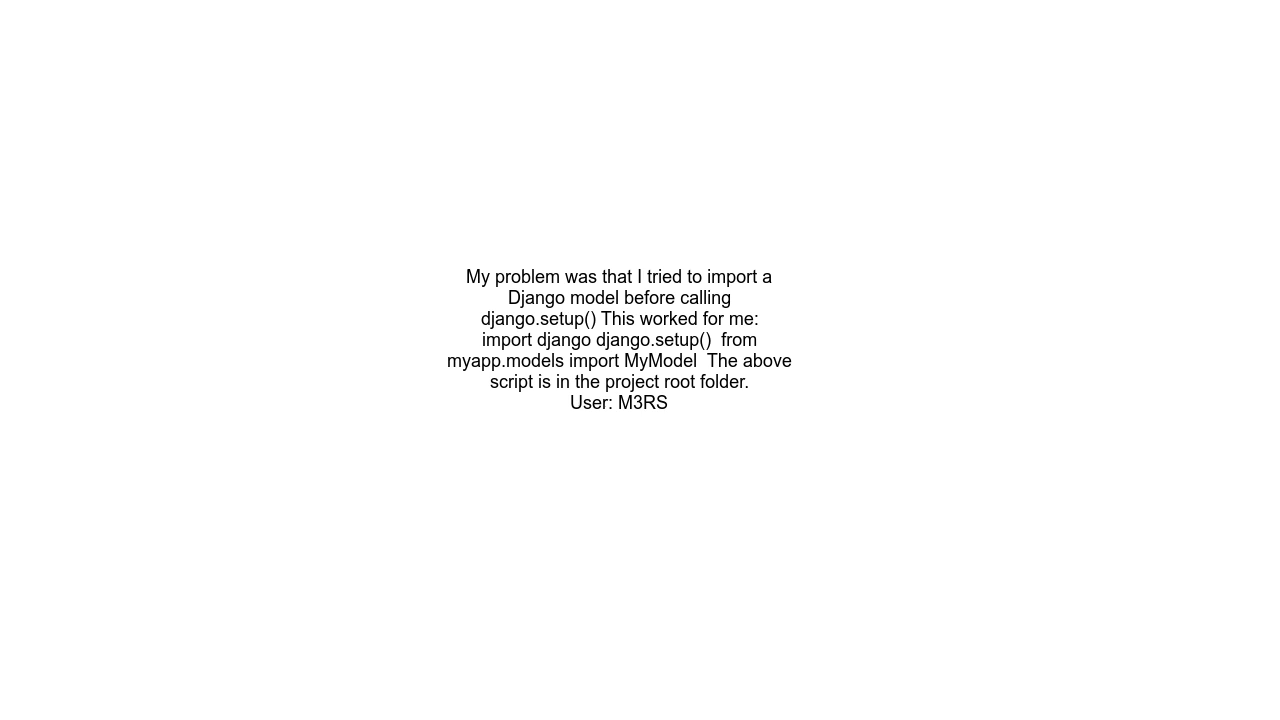 My problem was that I tried to import a
Django model before calling
django.setup() This worked for me:
import django django.setup()  from
myapp.models import MyModel  The above
script is in the project root folder.
User: M3RS